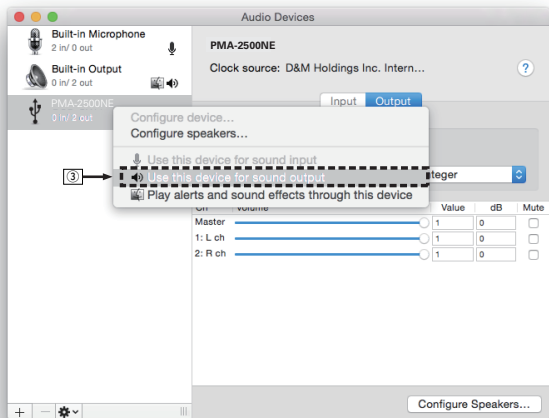 Audio Devices
Built-in Microphone
2 in/ 0 out
Built-in Output
0 in/ 2 out
PMA-2500NE
0 in/ 2 out
PMA-2500NE
Clock source: D&M Holdings Inc. Intern...
?
Input Output
Configure device...
Configure speakers...
Use this device for sound input
③ Use this device for sound output
Play alerts and sound effects through this device
teger
Ch Volume Value dB Mute
Master 1 0
1: L ch 1 0
2: R ch 1 0
Configure Speakers...